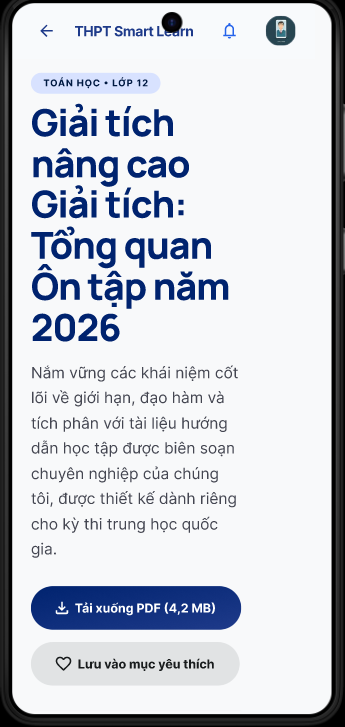 THPT Smart Learn
TOÁN HỌC • LỚP 12
Giải tích
nâng cao
Giải tích:
Tổng quan
Ôn tập năm
2026
Nắm vững các khái niệm cốt
lõi về giới hạn, đạo hàm và
tích phân với tài liệu hướng
dẫn học tập được biên soạn
chuyên nghiệp của chúng
tôi, được thiết kế dành riêng
cho kỳ thi trung học quốc
gia.
Tải xuống PDF (4,2 MB)
Lưu vào mục yêu thích